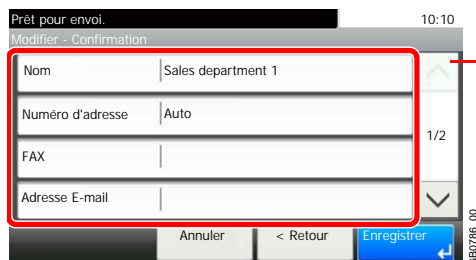 Prêt pour envoi. 10:10
Modifier - Confirmation
Nom Sales department 1
Numéro d'adresse Auto
1/2
FAX
Adresse E-mail
Annuler < Retour Enregistrer